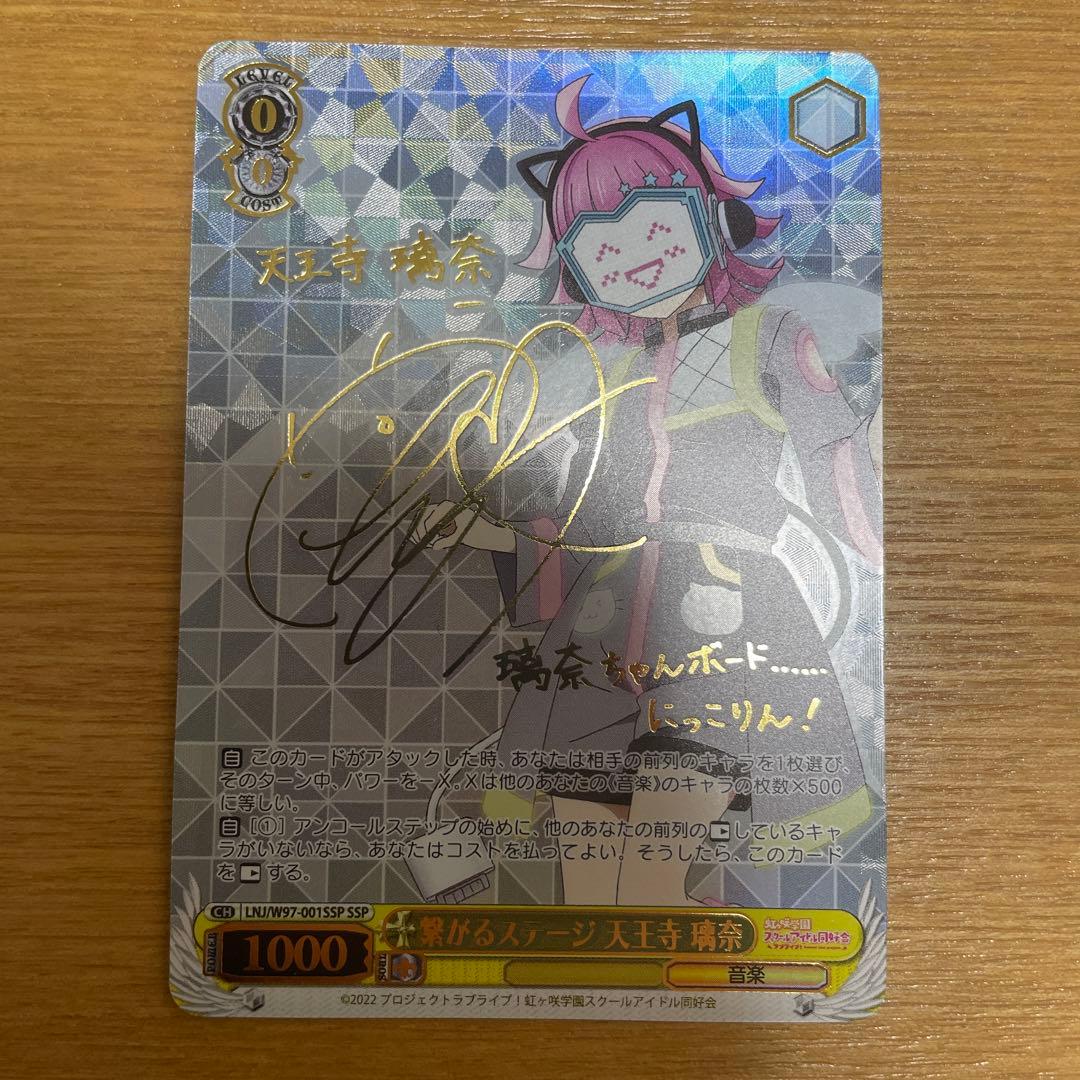 LEVEL
0
0
COST
天王寺 璃奈
璃奈ちゃんボード……
にっこりん！
自 このカードがアタックした時、あなたは相手の前列のキャラを1枚選び、
そのターン中、パワーを－X。Xは他のあなたの《音楽》のキャラの枚数×500
に等しい。
自 [①] アンコールステップの始めに、他のあなたの前列の しているキャ
ラがいないなら、あなたはコストを払ってよい。そうしたら、このカード
を する。
CH LNJ/W97-001SSP SSP
POWER 1000 SOUL
繋がるステージ 天王寺 璃奈
虹ヶ咲学園
スクールアイドル同好会
ラブライブ！
音楽
©2022 プロジェクトラブライブ！虹ヶ咲学園スクールアイドル同好会